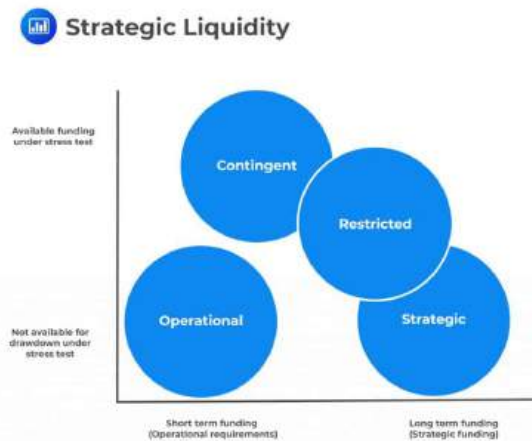 Strategic Liquidity
Available funding
under stress test
Contingent
Restricted
Operational
Strategic
Not available for
drawdown under
stress test
Short term funding
(Operational requirements)
Long term funding
(Strategic funding)